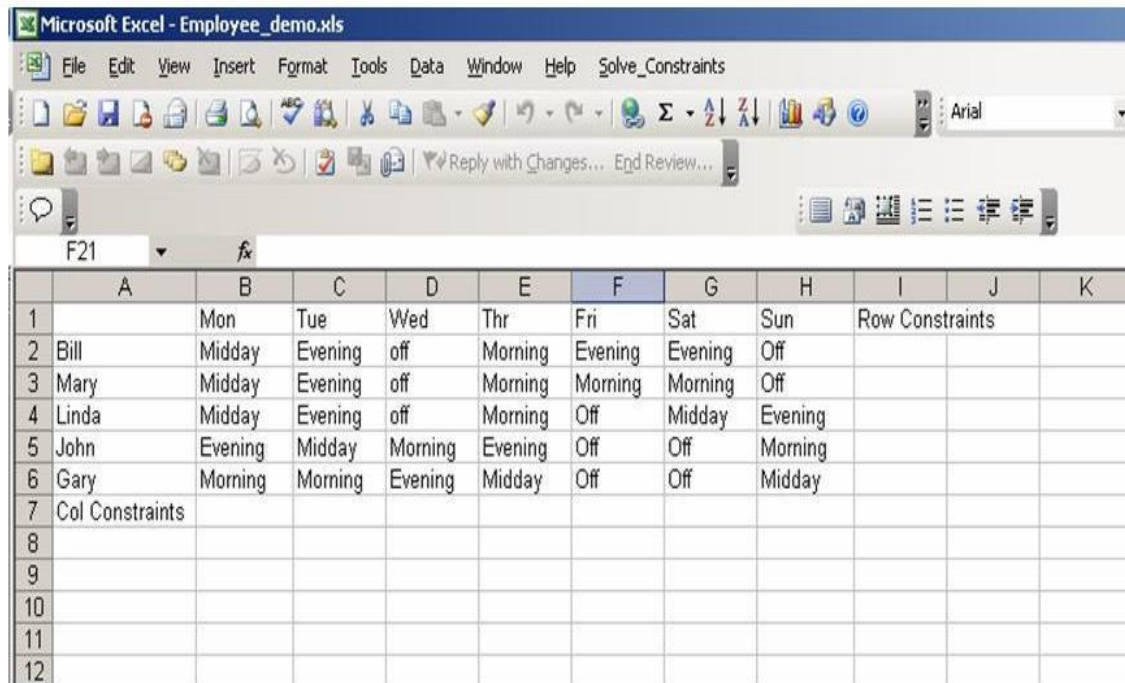 Microsoft Excel - Employee_demo.xls
File Edit View Insert Format Tools Data Window Help Solve_Constraints
ABC Σ A Z Z A Arial
Reply with Changes... End Review...
F21 fx
A B C D E F G H I J K
1 Mon Tue Wed Thr Fri Sat Sun Row Constraints
2 Bill Midday Evening off Morning Evening Evening Off
3 Mary Midday Evening off Morning Morning Morning Off
4 Linda Midday Evening off Morning Off Midday Evening
5 John Evening Midday Morning Evening Off Off Morning
6 Gary Morning Morning Evening Midday Off Off Midday
7 Col Constraints
8
9
10
11
12